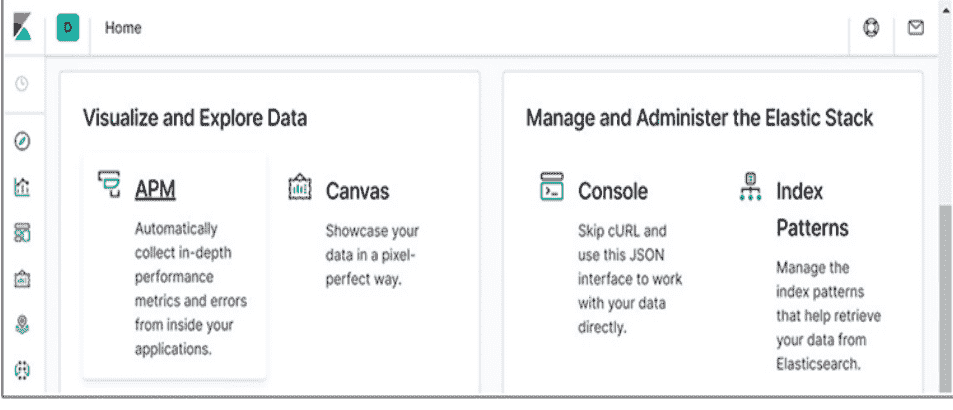 D
Home
Visualize and Explore Data
APM
Automatically
collect in-depth
performance
metrics and errors
from inside your
applications.
Canvas
Showcase your
data in a pixel-
perfect way.
Manage and Administer the Elastic Stack
Console
Skip cURL and
use this JSON
interface to work
with your data
directly.
Index
Patterns
Manage the
index patterns
that help retrieve
your data from
Elasticsearch.